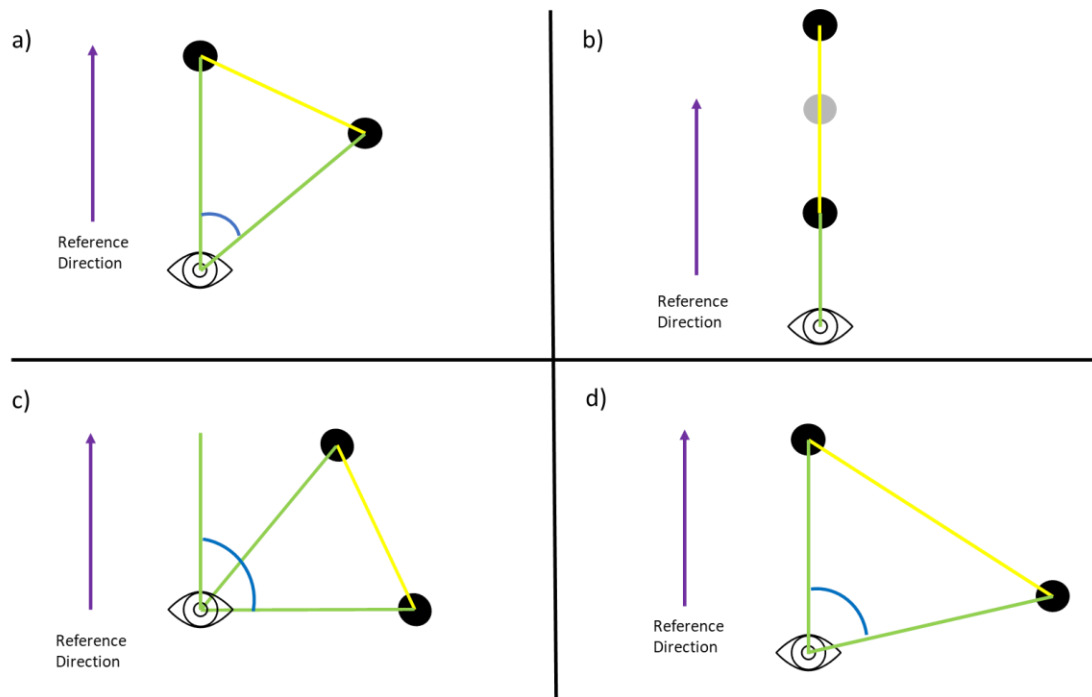 a)
Reference
Direction
b)
Reference
Direction
c)
Reference
Direction
d)
Reference
Direction